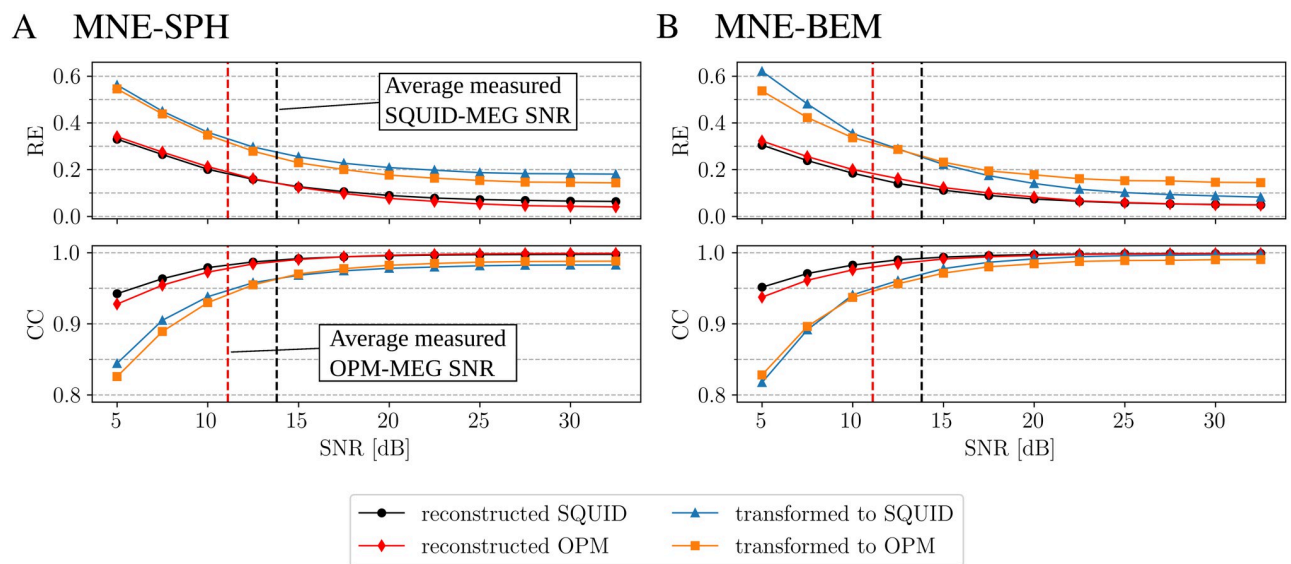 A MNE-SPH
B MNE-BEM
0.6
0.4
0.2
0.0
RE
Average measured
SQUID-MEG SNR
0.6
0.4
0.2
0.0
RE
1.0
0.9
0.8
CC
Average measured
OPM-MEG SNR
1.0
0.9
0.8
CC
5 10 15 20 25 30
SNR [dB]
5 10 15 20 25 30
SNR [dB]
reconstructed SQUID
transformed to SQUID
reconstructed OPM
transformed to OPM